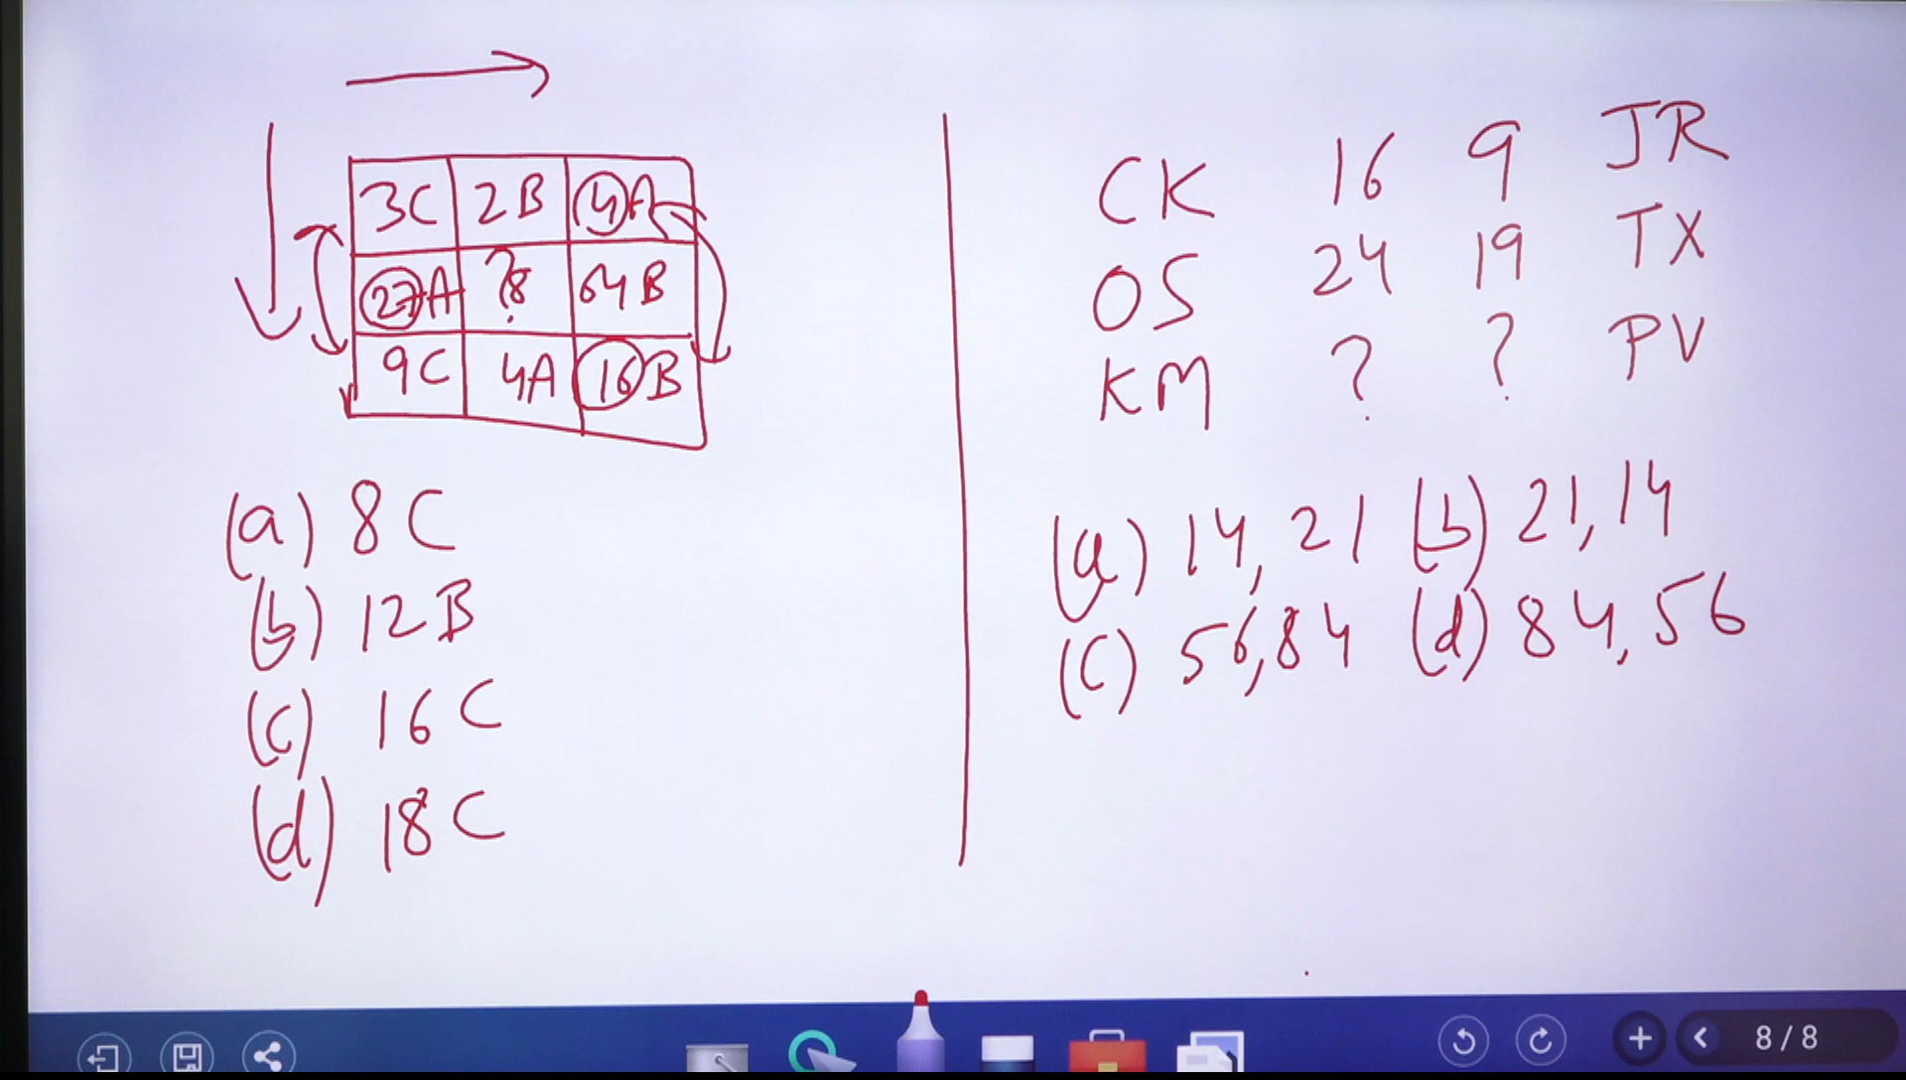 3C 2B 4A
27A ?8 64B
9C 4A 16B
(a) 8C
(b) 12B
(c) 16C
(d) 18C
CK 16 9 JR
OS 24 19 TX
KM ? ? PV
(a) 14, 21 (b) 21, 14
(c) 56, 84 (d) 84, 56
8/8